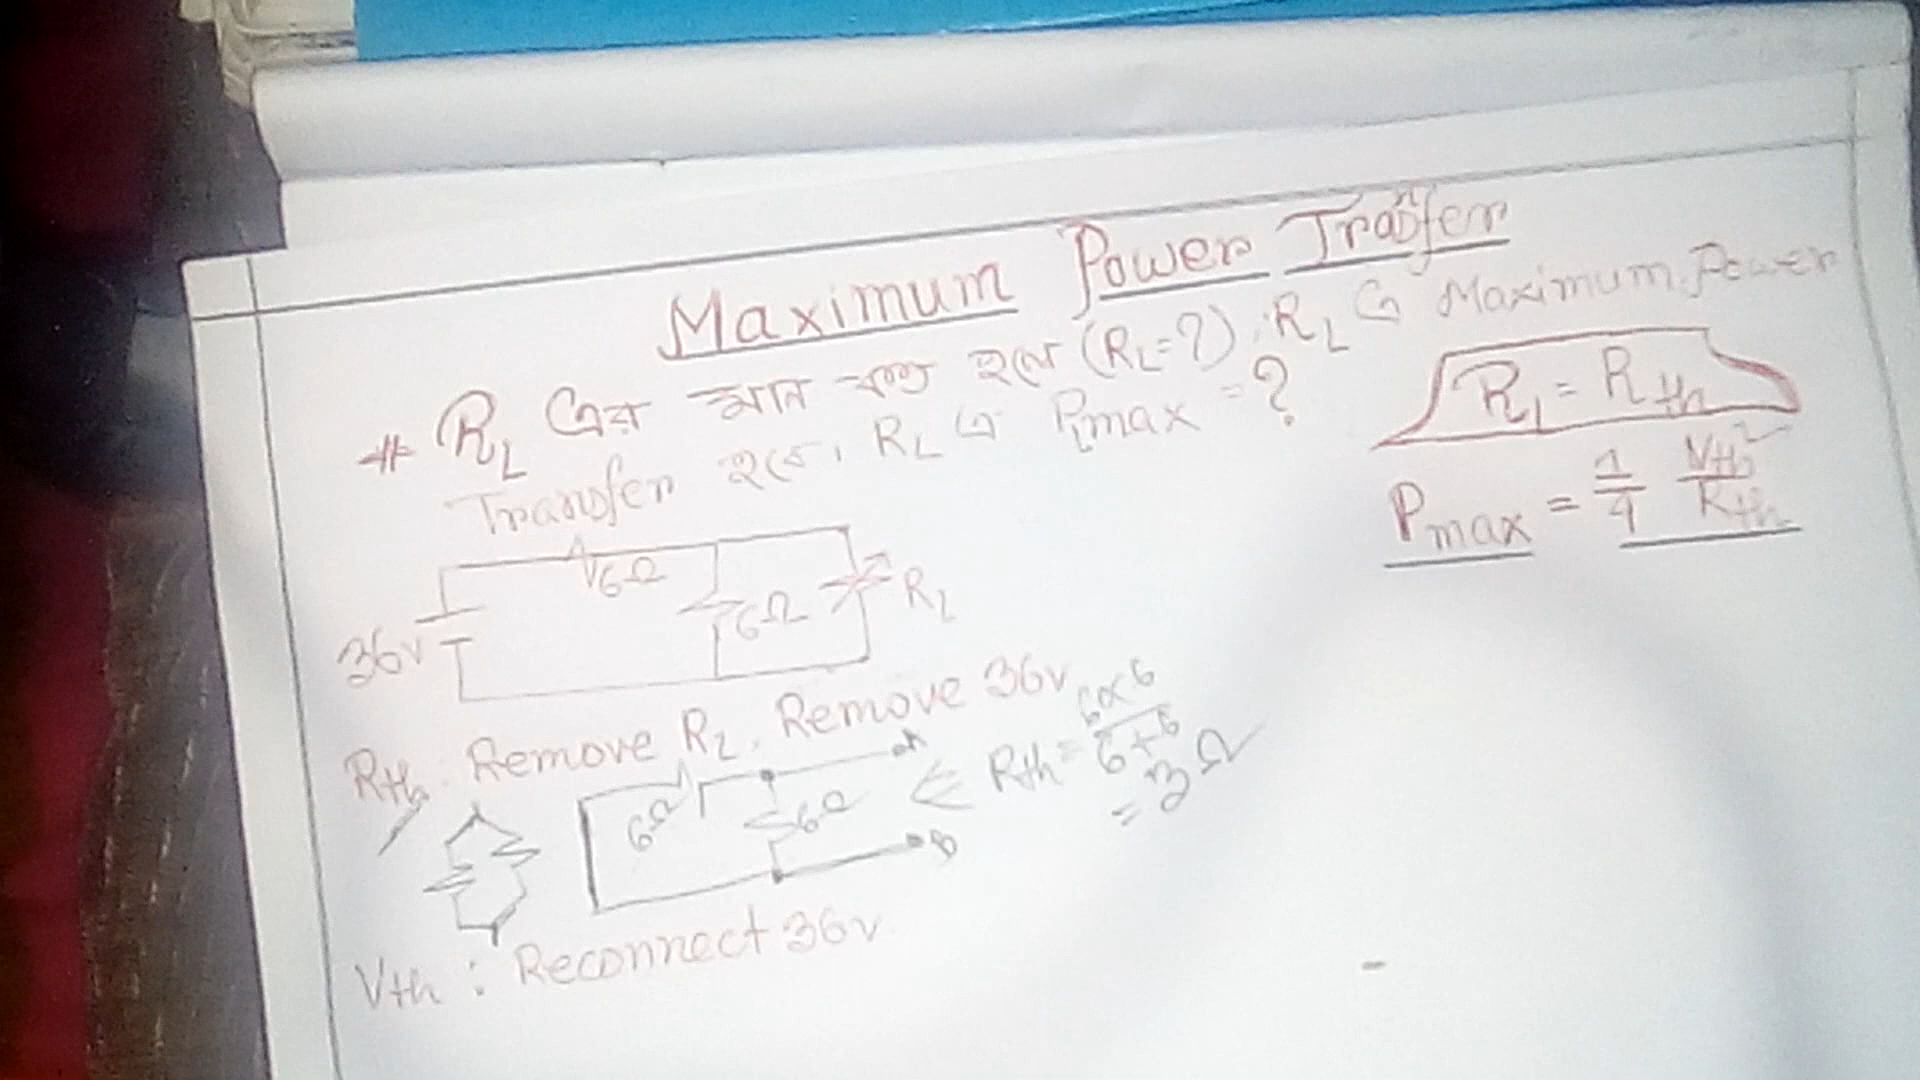 Maximum Power Transfer
# RL এর মান কত হলে (RL=?) RL এ Maximum Power
Transfer হবে। RL এ Pmax = ?
RL = Rth
Pmax = 1/4 Vth²/Rth
6Ω
36v
6Ω
RL
Rth: Remove RL, Remove 36v
6Ω
6Ω
A
B
⇐ Rth = 6×6/6+6
= 3Ω
Vth : Reconnect 36v